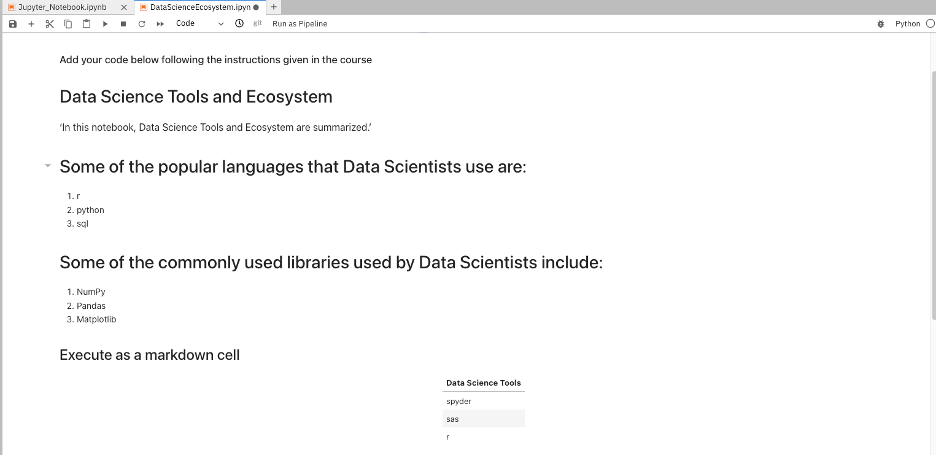 Jupyter_Notebook.ipynb × DataScienceEcosystem.ipyn ● +
Code git Run as Pipeline Python
Add your code below following the instructions given in the course
Data Science Tools and Ecosystem
‘In this notebook, Data Science Tools and Ecosystem are summarized.’
Some of the popular languages that Data Scientists use are:
1. r
2. python
3. sql
Some of the commonly used libraries used by Data Scientists include:
1. NumPy
2. Pandas
3. Matplotlib
Execute as a markdown cell
Data Science Tools
spyder
sas
r